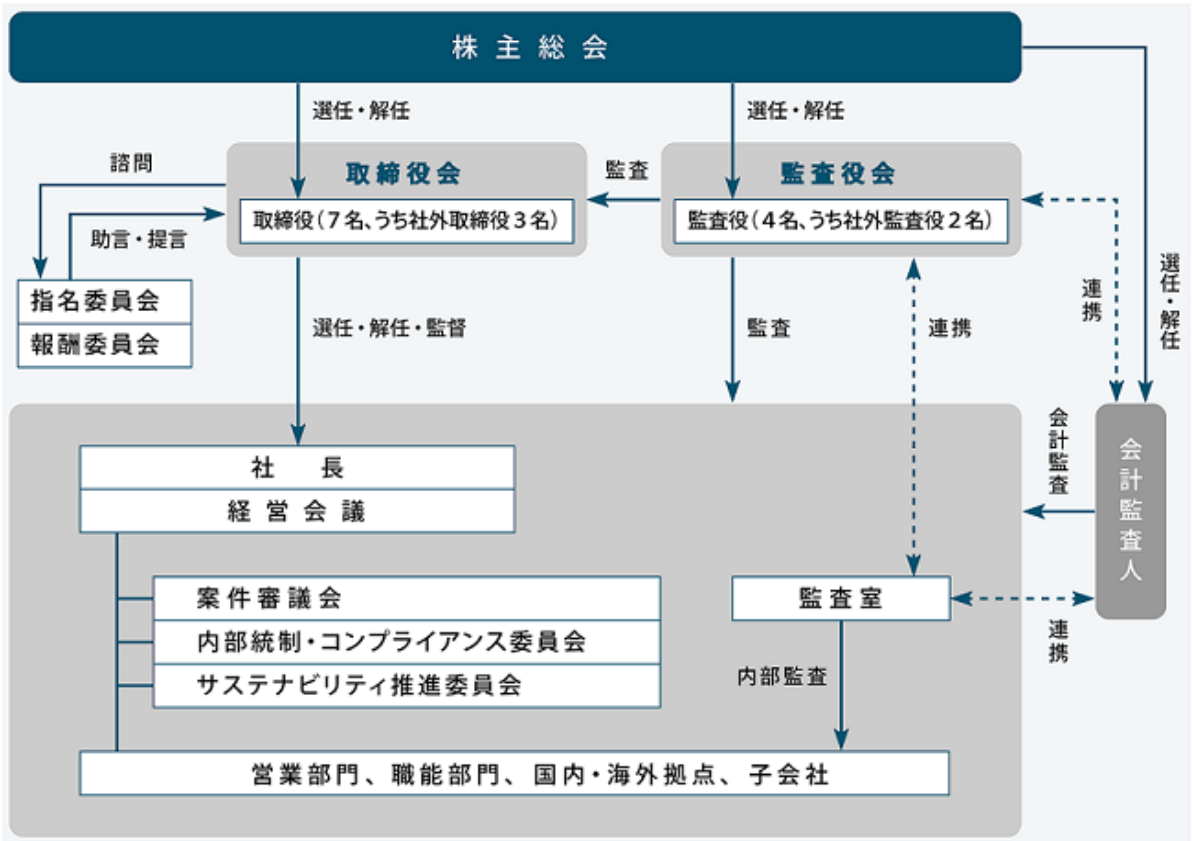 株主総会
選任・解任
選任・解任
諮問
取締役会
監査
監査役会
取締役(7名、うち社外取締役3名)
監査役(4名、うち社外監査役2名)
助言・提言
選任・解任
連携
指名委員会
報酬委員会
選任・解任・監督
監査
連携
会計監査
会計監査人
社長
経営会議
案件審議会
内部統制・コンプライアンス委員会
サステナビリティ推進委員会
監査室
連携
内部監査
営業部門、職能部門、国内・海外拠点、子会社